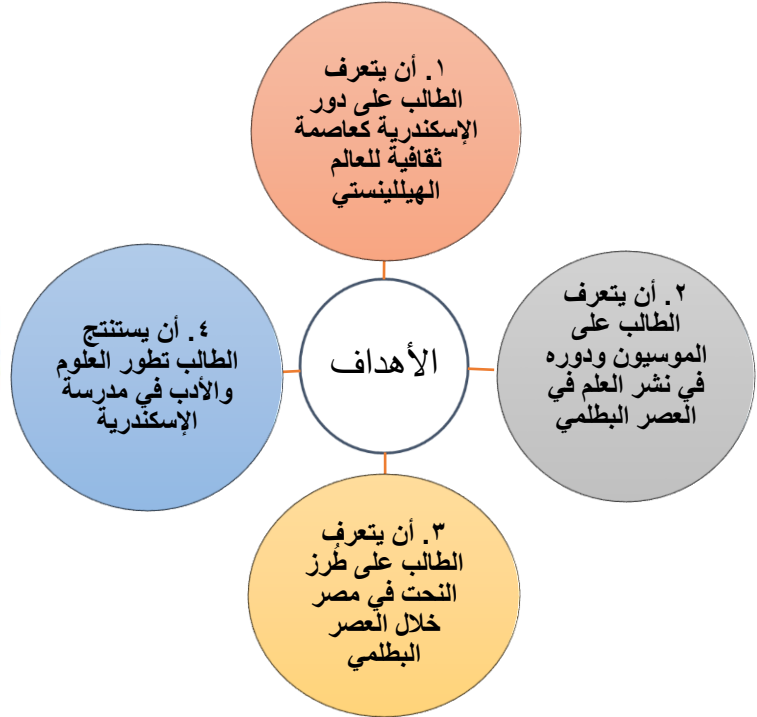 ١. أن يتعرف
الطالب على دور
الإسكندرية كعاصمة
ثقافية للعالم
الهيللينستي
٢. أن يتعرف
الطالب على
الموسيون ودوره
في نشر العلم في
العصر البطلمي
٣. أن يتعرف
الطالب على طُرز
النحت في مصر
خلال العصر
البطلمي
٤. أن يستنتج
الطالب تطور العلوم
والأدب في مدرسة
الإسكندرية
الأهداف